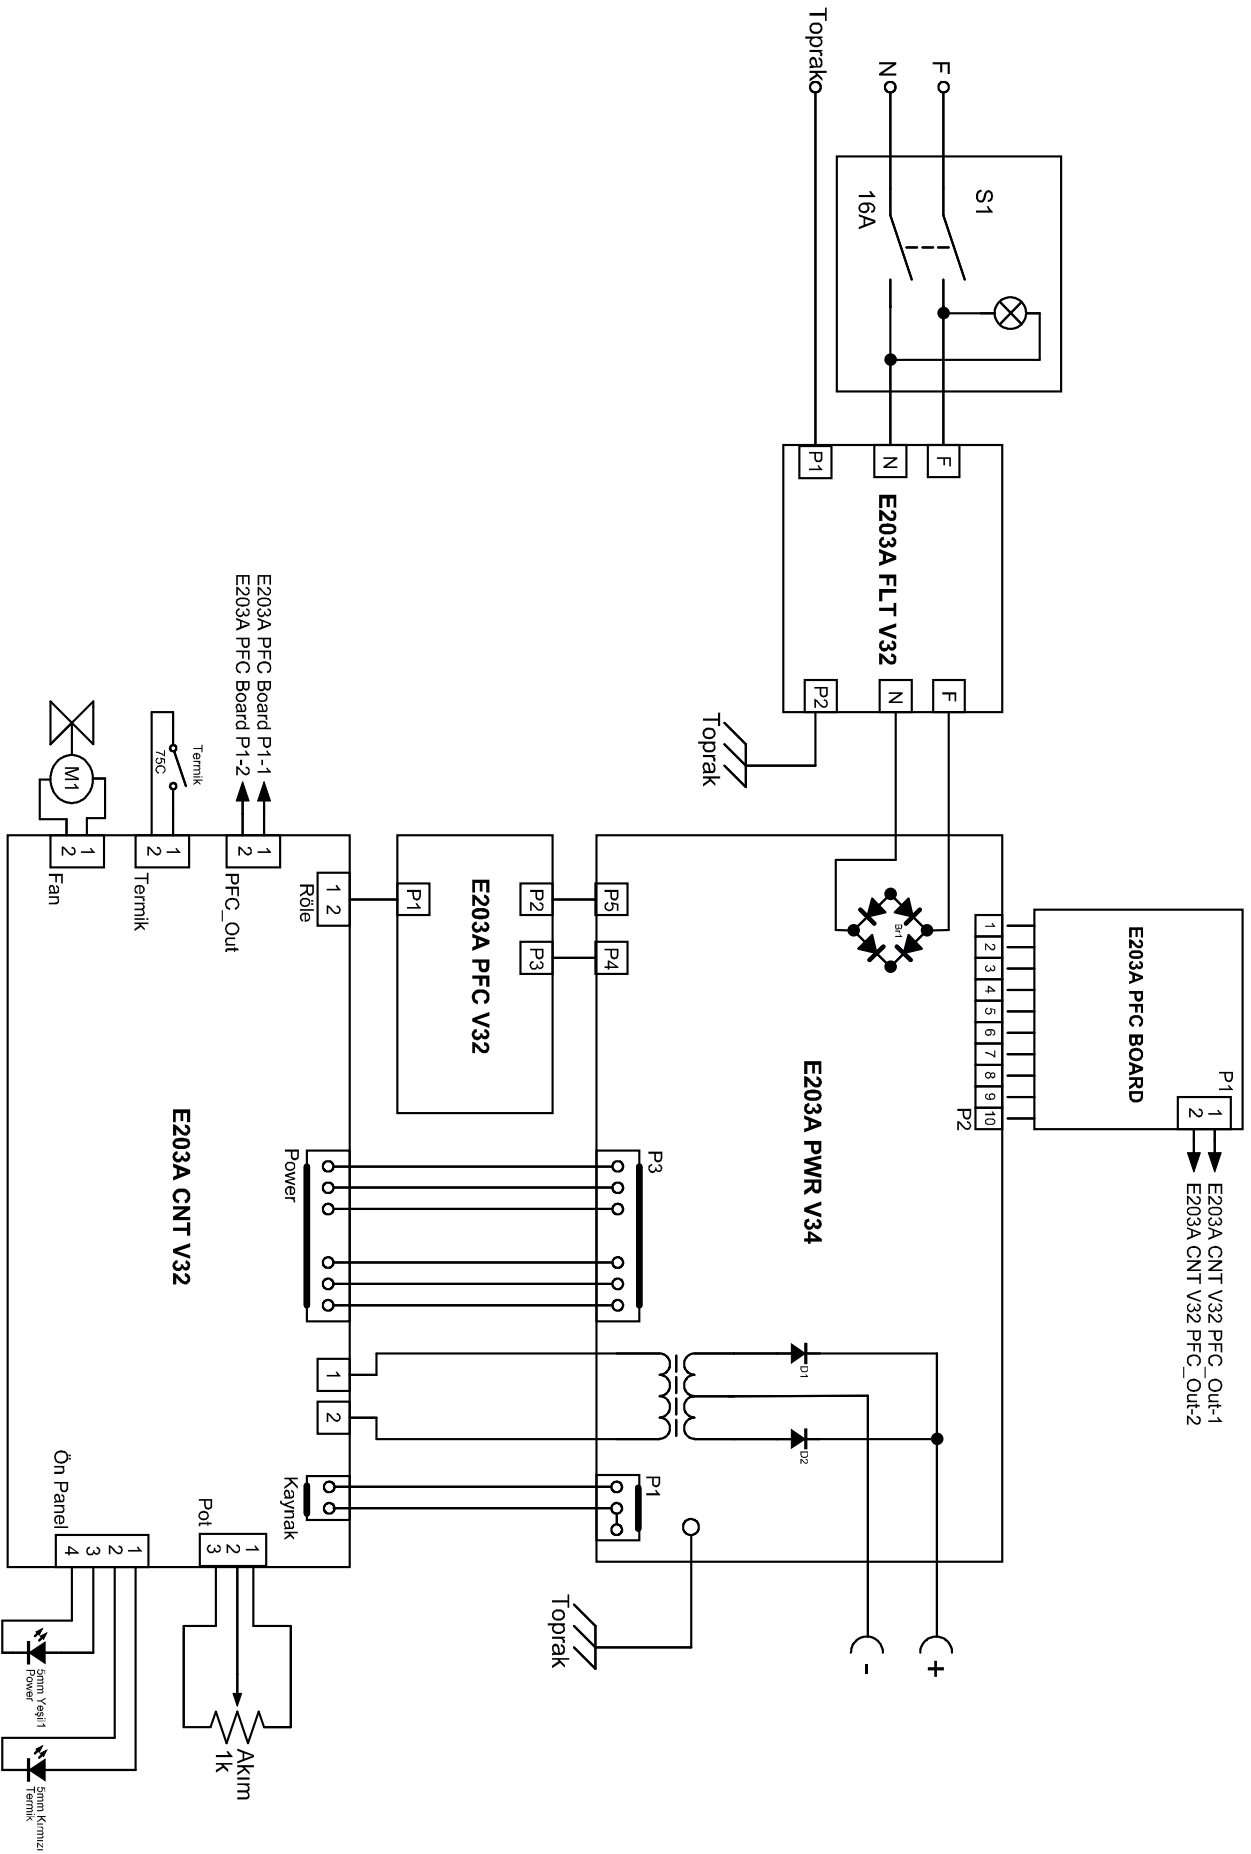 Toprak
N
F
S1
16A
P1
N
F
E203A FLT V32
P2
N
F
Toprak
E203A PFC BOARD
P1
1
2
E203A CNT V32 PFC_Out-1
E203A CNT V32 PFC_Out-2
1 2 3 4 5 6 7 8 9 10
P2
Br1
E203A PWR V34
P5
P4
P3
D1
D2
P1
+
-
Toprak
E203A PFC V32
P1
P2
P3
E203A PFC Board P1-1
E203A PFC Board P1-2
1
2
PFC_Out
Termik
75C
1
2
Termik
M1
1
2
Fan
1 2
Röle
E203A CNT V32
Power
1
2
Kaynak
Pot
1
2
3
Akım
1k
Ön Panel
1
2
3
4
5mm Yeşil1
Power
5mm Kırmızı
Termik